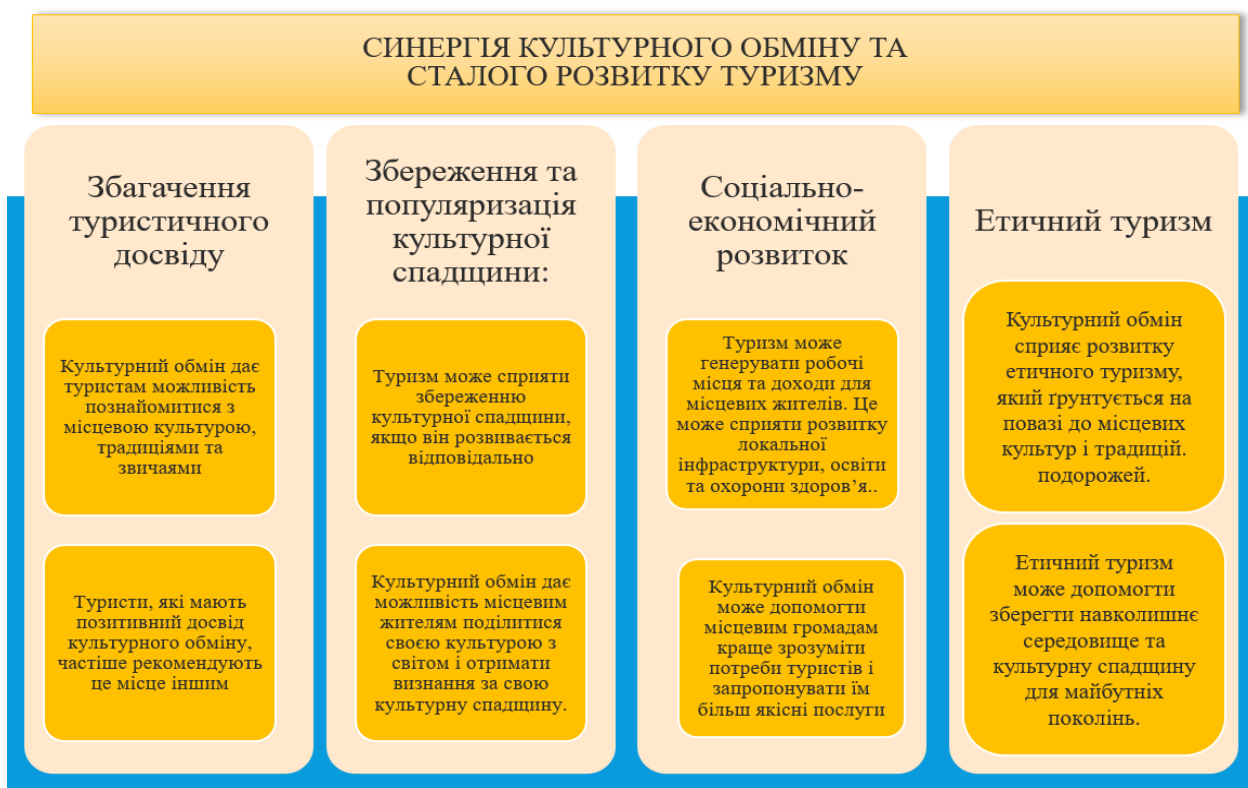 СИНЕРГІЯ КУЛЬТУРНОГО ОБМІНУ ТА
СТАЛОГО РОЗВИТКУ ТУРИЗМУ
Збагачення
туристичного
досвіду
Культурний обмін дає
туристам можливість
познайомитися з
місцевою культурою,
традиціями та
звичаями
Туристи, які мають
позитивний досвід
культурного обміну,
частіше рекомендують
це місце іншим
Збереження та
популяризація
культурної
спадщини:
Туризм може сприяти
збереженню
культурної спадщини,
якщо він розвивається
відповідально
Культурний обмін дає
можливість місцевим
жителям поділитися
своєю культурою з
світом і отримати
визнання за свою
культурну спадщину.
Соціально-
економічний
розвиток
Туризм може
генерувати робочі
місця та доходи для
місцевих жителів. Це
може сприяти розвитку
локальної
інфраструктури, освіти
та охорони здоров’я..
Культурний обмін
може допомогти
місцевим громадам
краще зрозуміти
потреби туристів і
запропонувати їм
більш якісні послуги
Етичний туризм
Культурний обмін
сприяє розвитку
етичного туризму,
який ґрунтується на
повазі до місцевих
культур і традицій.
подорожей.
Етичний туризм
може допомогти
зберегти навколишнє
середовище та
культурну спадщину
для майбутніх
поколінь.